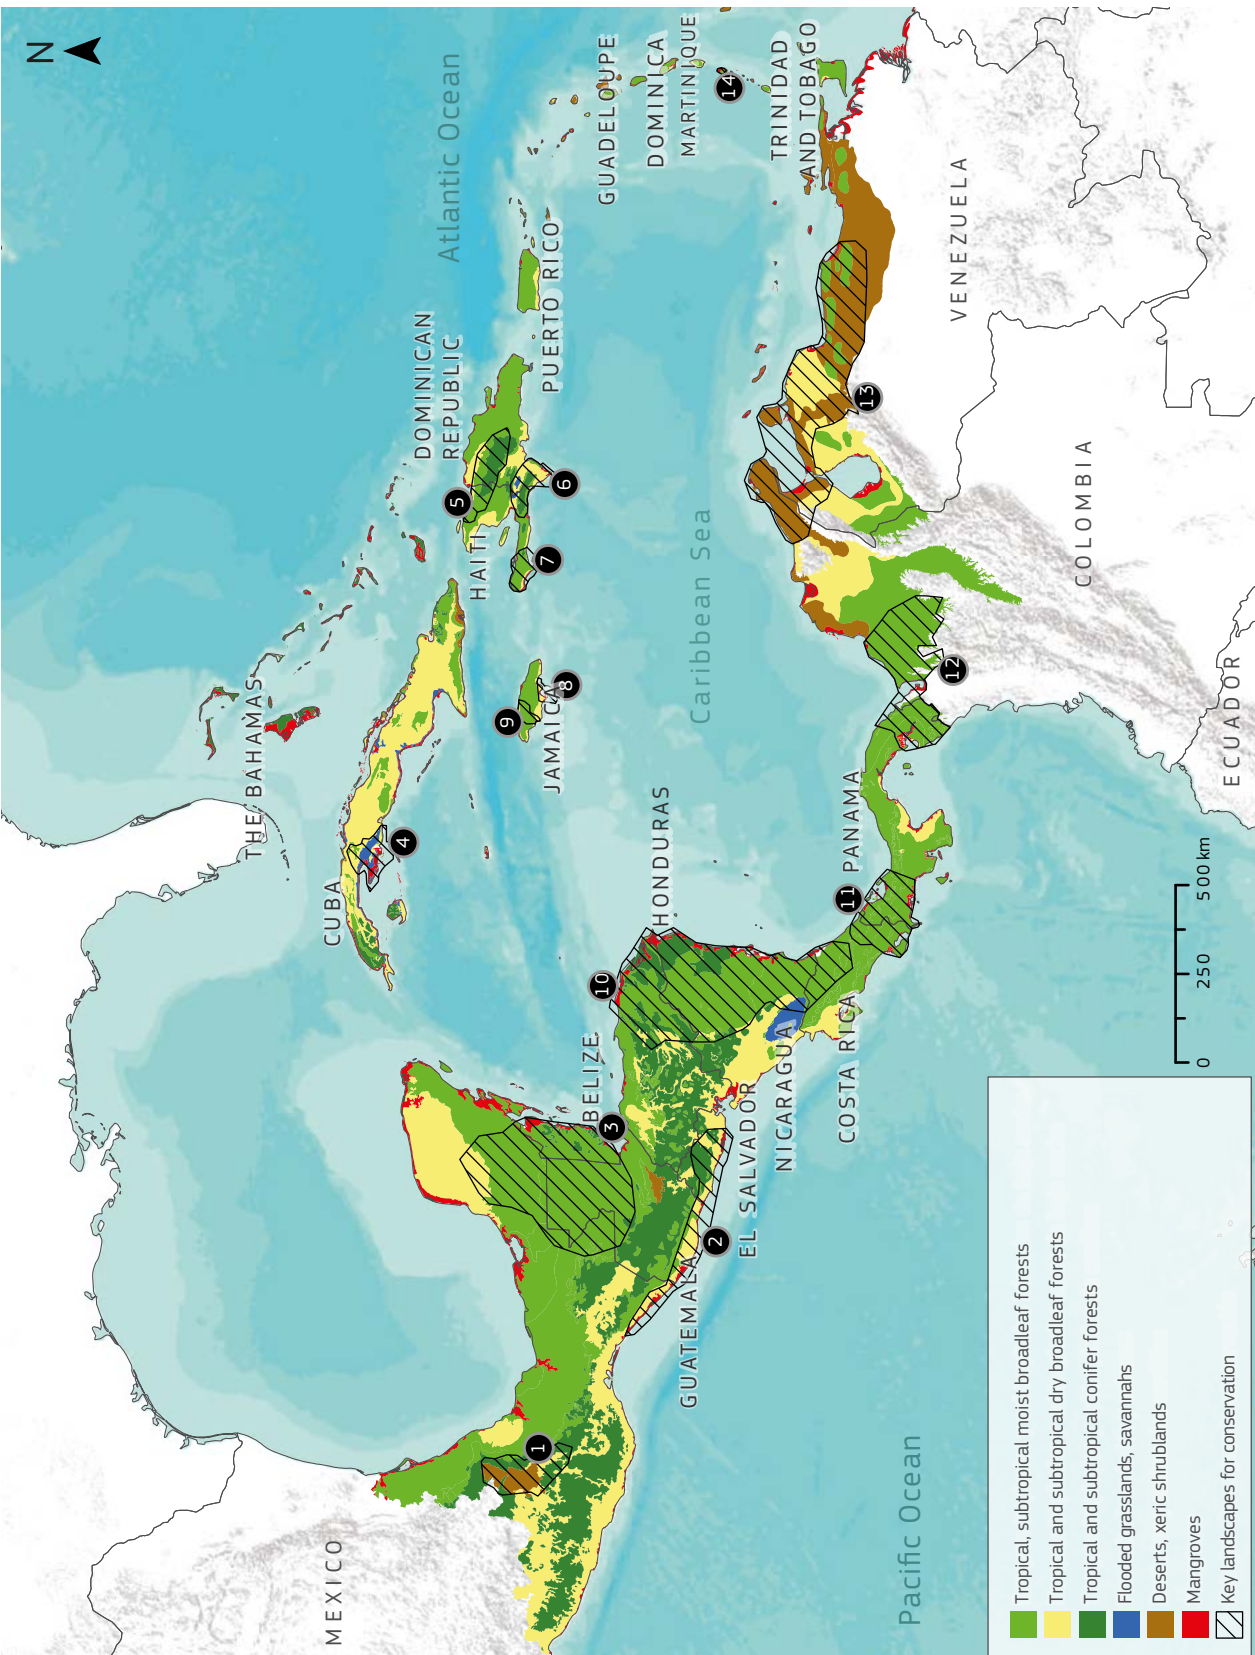 N
Atlantic Ocean
THE BAHAMAS
CUBA
MEXICO
DOMINICAN
REPUBLIC
HAITI
PUERTO RICO
JAMAICA
GUADELOUPE
DOMINICA
MARTINIQUE
TRINIDAD
AND TOBAGO
Caribbean Sea
BELIZE
HONDURAS
GUATEMALA
EL SALVADOR
NICARAGUA
COSTA RICA
PANAMA
VENEZUELA
COLOMBIA
ECUADOR
Pacific Ocean
1
2
3
4
5
6
7
8
9
10
11
12
13
14
0 250 500 km
Tropical, subtropical moist broadleaf forests
Tropical and subtropical dry broadleaf forests
Tropical and subtropical conifer forests
Flooded grasslands, savannahs
Deserts, xeric shrublands
Mangroves
Key landscapes for conservation